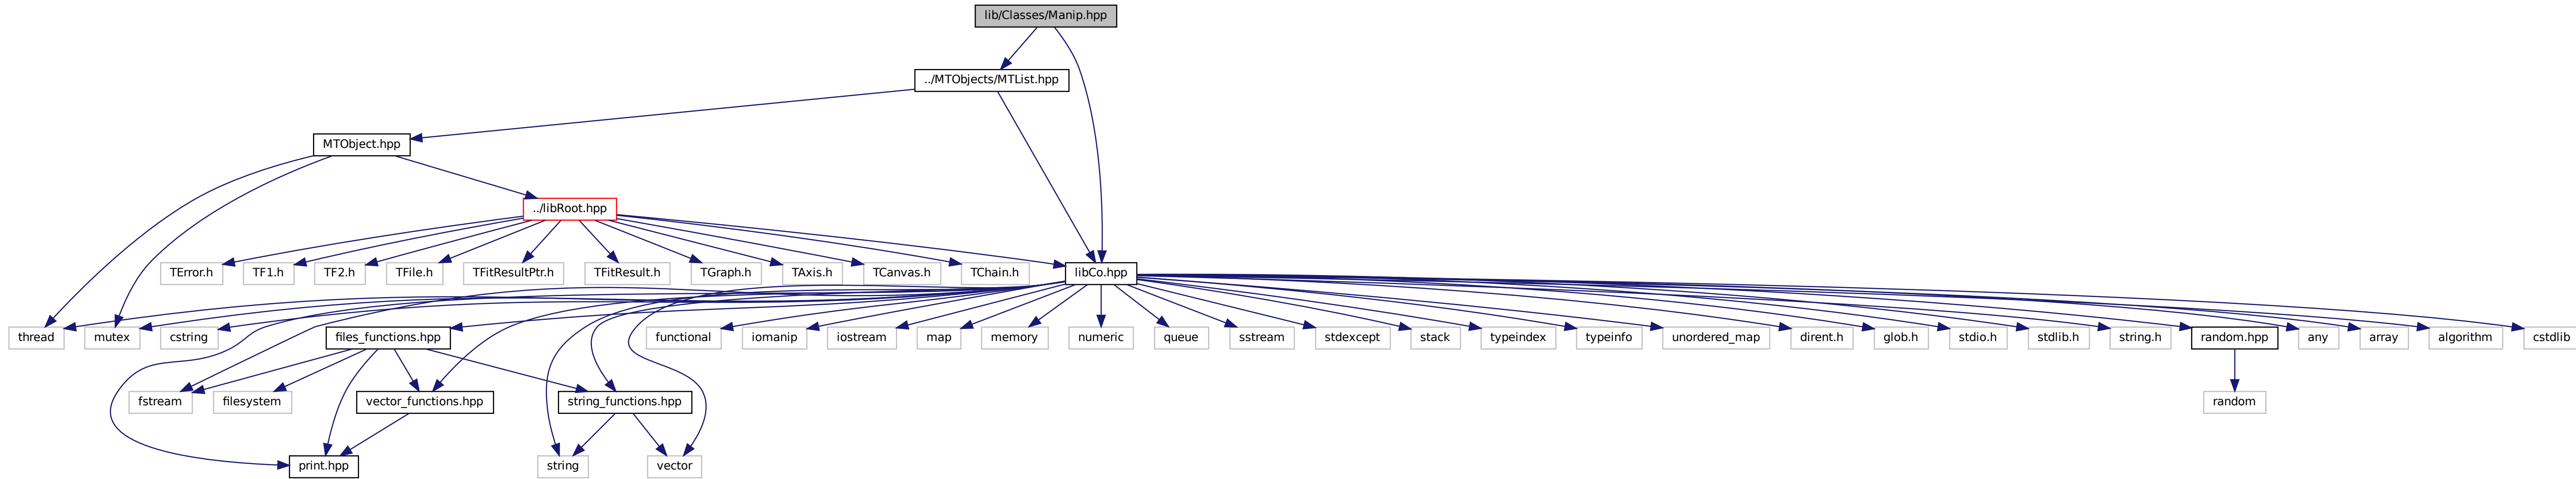 lib/Classes/Manip.hpp
../MTObjects/MTList.hpp
MTObject.hpp
../libRoot.hpp
TError.h
TF1.h
TF2.h
TFile.h
TFitResultPtr.h
TFitResult.h
TGraph.h
TAxis.h
TCanvas.h
TChain.h
libCo.hpp
thread
mutex
cstring
files_functions.hpp
functional
iomanip
iostream
map
memory
numeric
queue
sstream
stdexcept
stack
typeindex
typeinfo
unordered_map
dirent.h
glob.h
stdio.h
stdlib.h
string.h
random.hpp
any
array
algorithm
cstdlib
fstream
filesystem
vector_functions.hpp
string_functions.hpp
random
print.hpp
string
vector